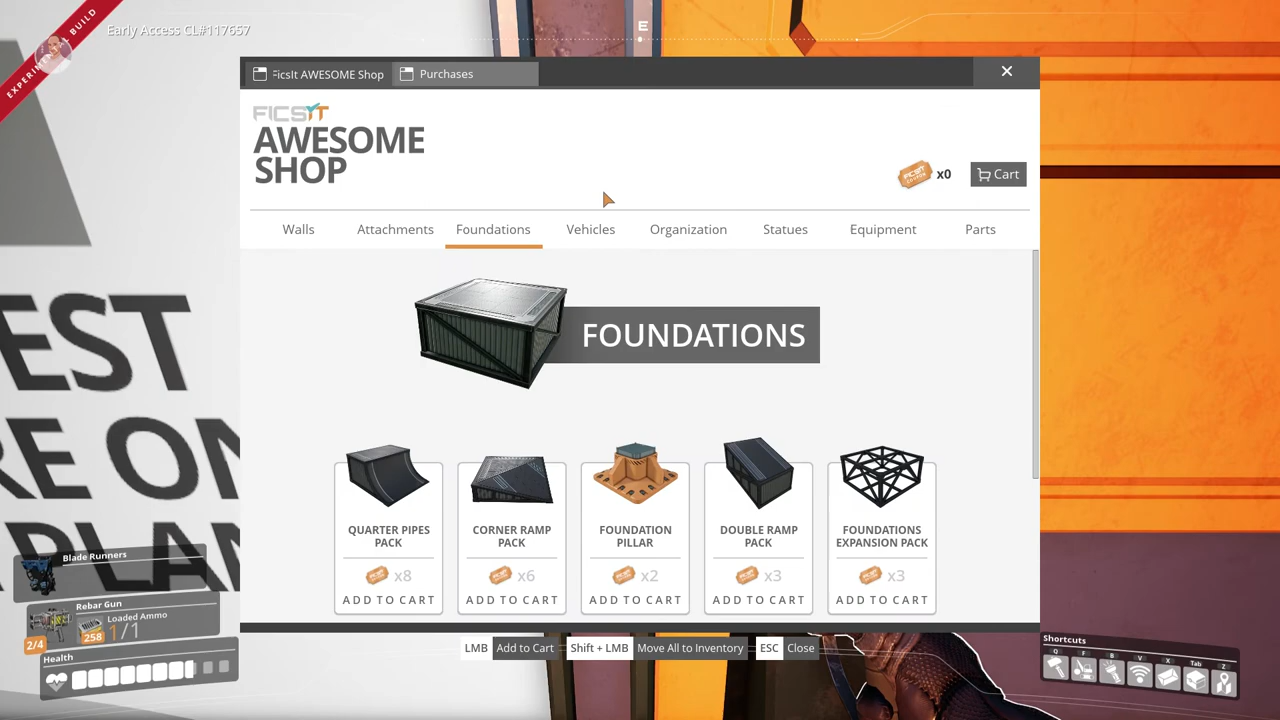 EXPERIMENTAL BUILD
Early Access CL#117657
E
FicsIt AWESOME Shop
Purchases
FICSIT
AWESOME
SHOP
x0
Cart
Walls
Attachments
Foundations
Vehicles
Organization
Statues
Equipment
Parts
FOUNDATIONS
QUARTER PIPES
PACK
x8
ADD TO CART
CORNER RAMP
PACK
x6
ADD TO CART
FOUNDATION
PILLAR
x2
ADD TO CART
DOUBLE RAMP
PACK
x3
ADD TO CART
FOUNDATIONS
EXPANSION PACK
x3
ADD TO CART
LMB Add to Cart Shift + LMB Move All to Inventory ESC Close
EST
RE ON
PLAN
Blade Runners
Rebar Gun
Loaded Ammo
258
1/1
2/4
Health
Shortcuts
Q F B V X Tab Z